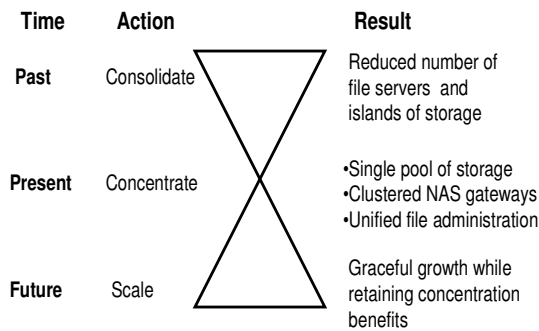 Time Action Result
Past Consolidate Reduced number of
file servers and
islands of storage
Present Concentrate •Single pool of storage
•Clustered NAS gateways
•Unified file administration
Future Scale Graceful growth while
retaining concentration
benefits